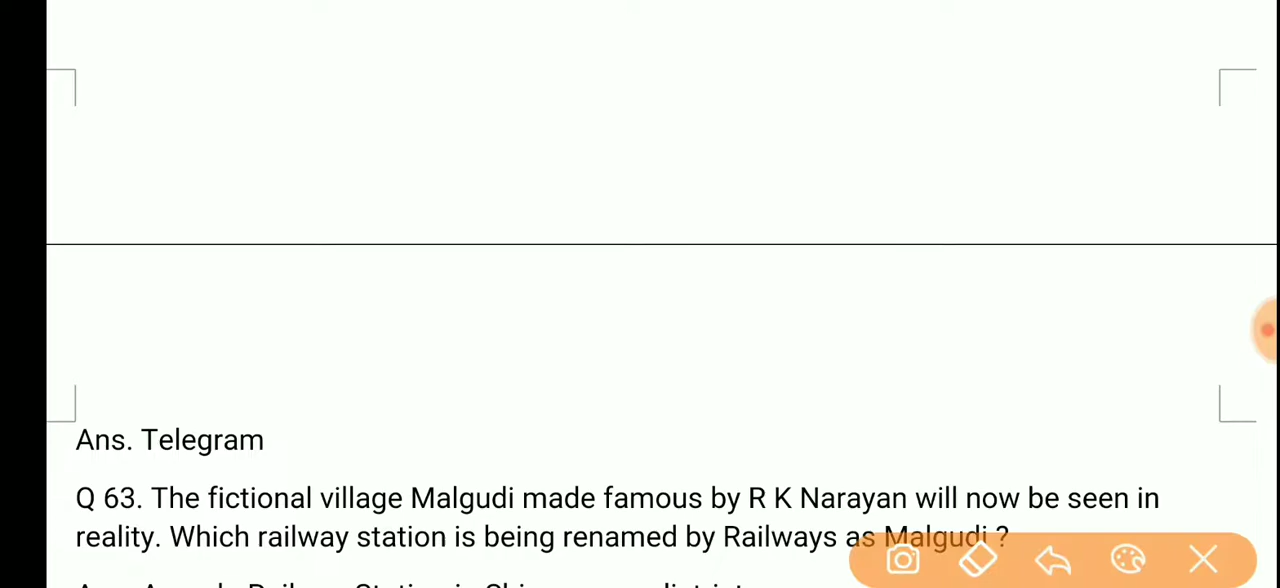 Ans. Telegram
Q 63. The fictional village Malgudi made famous by R K Narayan will now be seen in
reality. Which railway station is being renamed by Railways as Malgudi ?